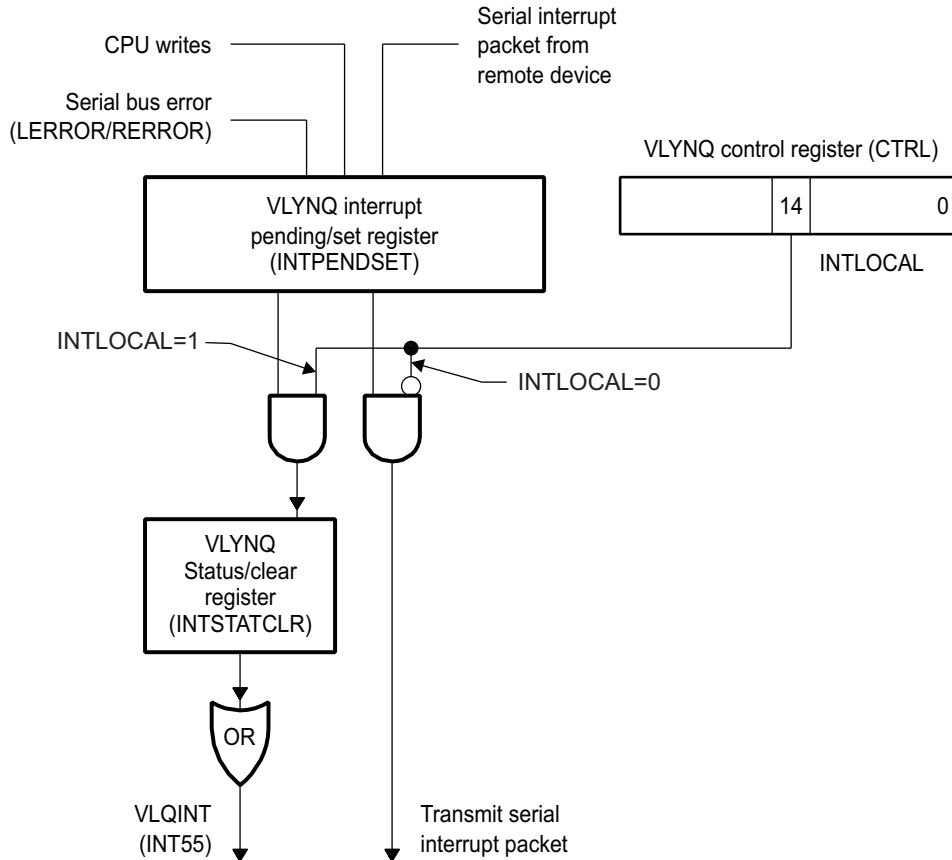 Serial interrupt
packet from
remote device
CPU writes
Serial bus error
(LERROR/RERROR)
VLYNQ control register (CTRL)
VLYNQ interrupt
pending/set register
(INTPENDSET)
14
0
INTLOCAL
INTLOCAL=1
INTLOCAL=0
VLYNQ
Status/clear
register
(INTSTATCLR)
OR
VLQINT
(INT55)
Transmit serial
interrupt packet